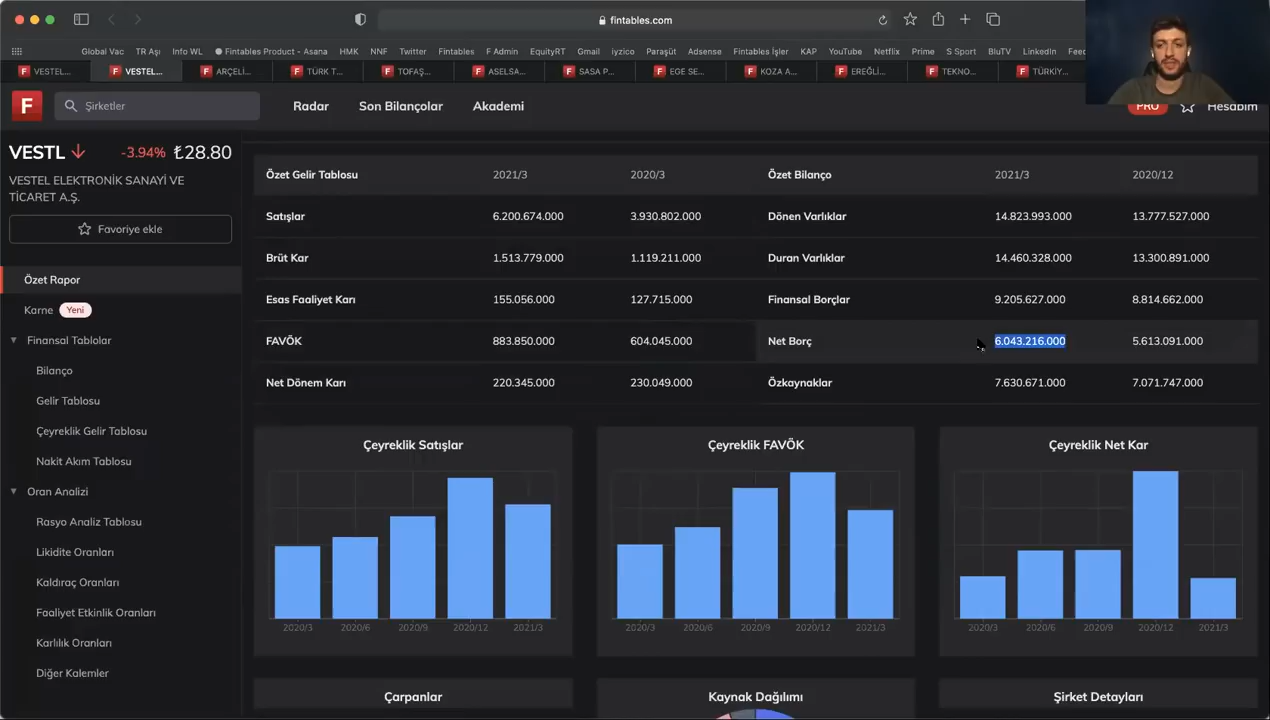 fintables.com
Global Vac TR Aşı Info WL Fintables Product – Asana HMK NNF Twitter Fintables F Admin EquityRT Gmail iyzico Paraşüt Adsense Fintables İşler KAP YouTube Netflix Prime S Sport BluTV LinkedIn Feed
VESTEL... VESTEL... ARÇELİ... TÜRK T... TOFAŞ... ASELSA... SASA P... EGE SE... KOZA A... EREĞLİ... TEKNO... TÜRKİY...
F Şirketler Radar Son Bilançolar Akademi PRO Hesabım
VESTL -3.94% ₺28.80
VESTEL ELEKTRONİK SANAYİ VE
TİCARET A.Ş.
Favoriye ekle
Özet Rapor
Karne Yeni
Finansal Tablolar
Bilanço
Gelir Tablosu
Çeyreklik Gelir Tablosu
Nakit Akım Tablosu
Oran Analizi
Rasyo Analiz Tablosu
Likidite Oranları
Kaldıraç Oranları
Faaliyet Etkinlik Oranları
Karlılık Oranları
Diğer Kalemler
Özet Gelir Tablosu 2021/3 2020/3 Özet Bilanço 2021/3 2020/12
Satışlar 6.200.674.000 3.930.802.000 Dönen Varlıklar 14.823.993.000 13.777.527.000
Brüt Kar 1.513.779.000 1.119.211.000 Duran Varlıklar 14.460.328.000 13.300.891.000
Esas Faaliyet Karı 155.056.000 127.715.000 Finansal Borçlar 9.205.627.000 8.814.662.000
FAVÖK 883.850.000 604.045.000 Net Borç 6.043.216.000 5.613.091.000
Net Dönem Karı 220.345.000 230.049.000 Özkaynaklar 7.630.671.000 7.071.747.000
Çeyreklik Satışlar Çeyreklik FAVÖK Çeyreklik Net Kar
2020/3 2020/6 2020/9 2020/12 2021/3 2020/3 2020/6 2020/9 2020/12 2021/3 2020/3 2020/6 2020/9 2020/12 2021/3
Çarpanlar Kaynak Dağılımı Şirket Detayları